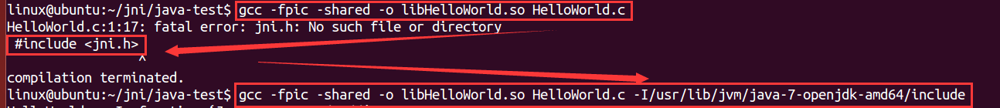 linux@ubuntu:~/jni/java-test$ gcc -fpic -shared -o libHelloWorld.so HelloWorld.c
HelloWorld.c:1:17: fatal error: jni.h: No such file or directory
#include <jni.h>
^
compilation terminated.
linux@ubuntu:~/jni/java-test$ gcc -fpic -shared -o libHelloWorld.so HelloWorld.c -I/usr/lib/jvm/java-7-openjdk-amd64/include